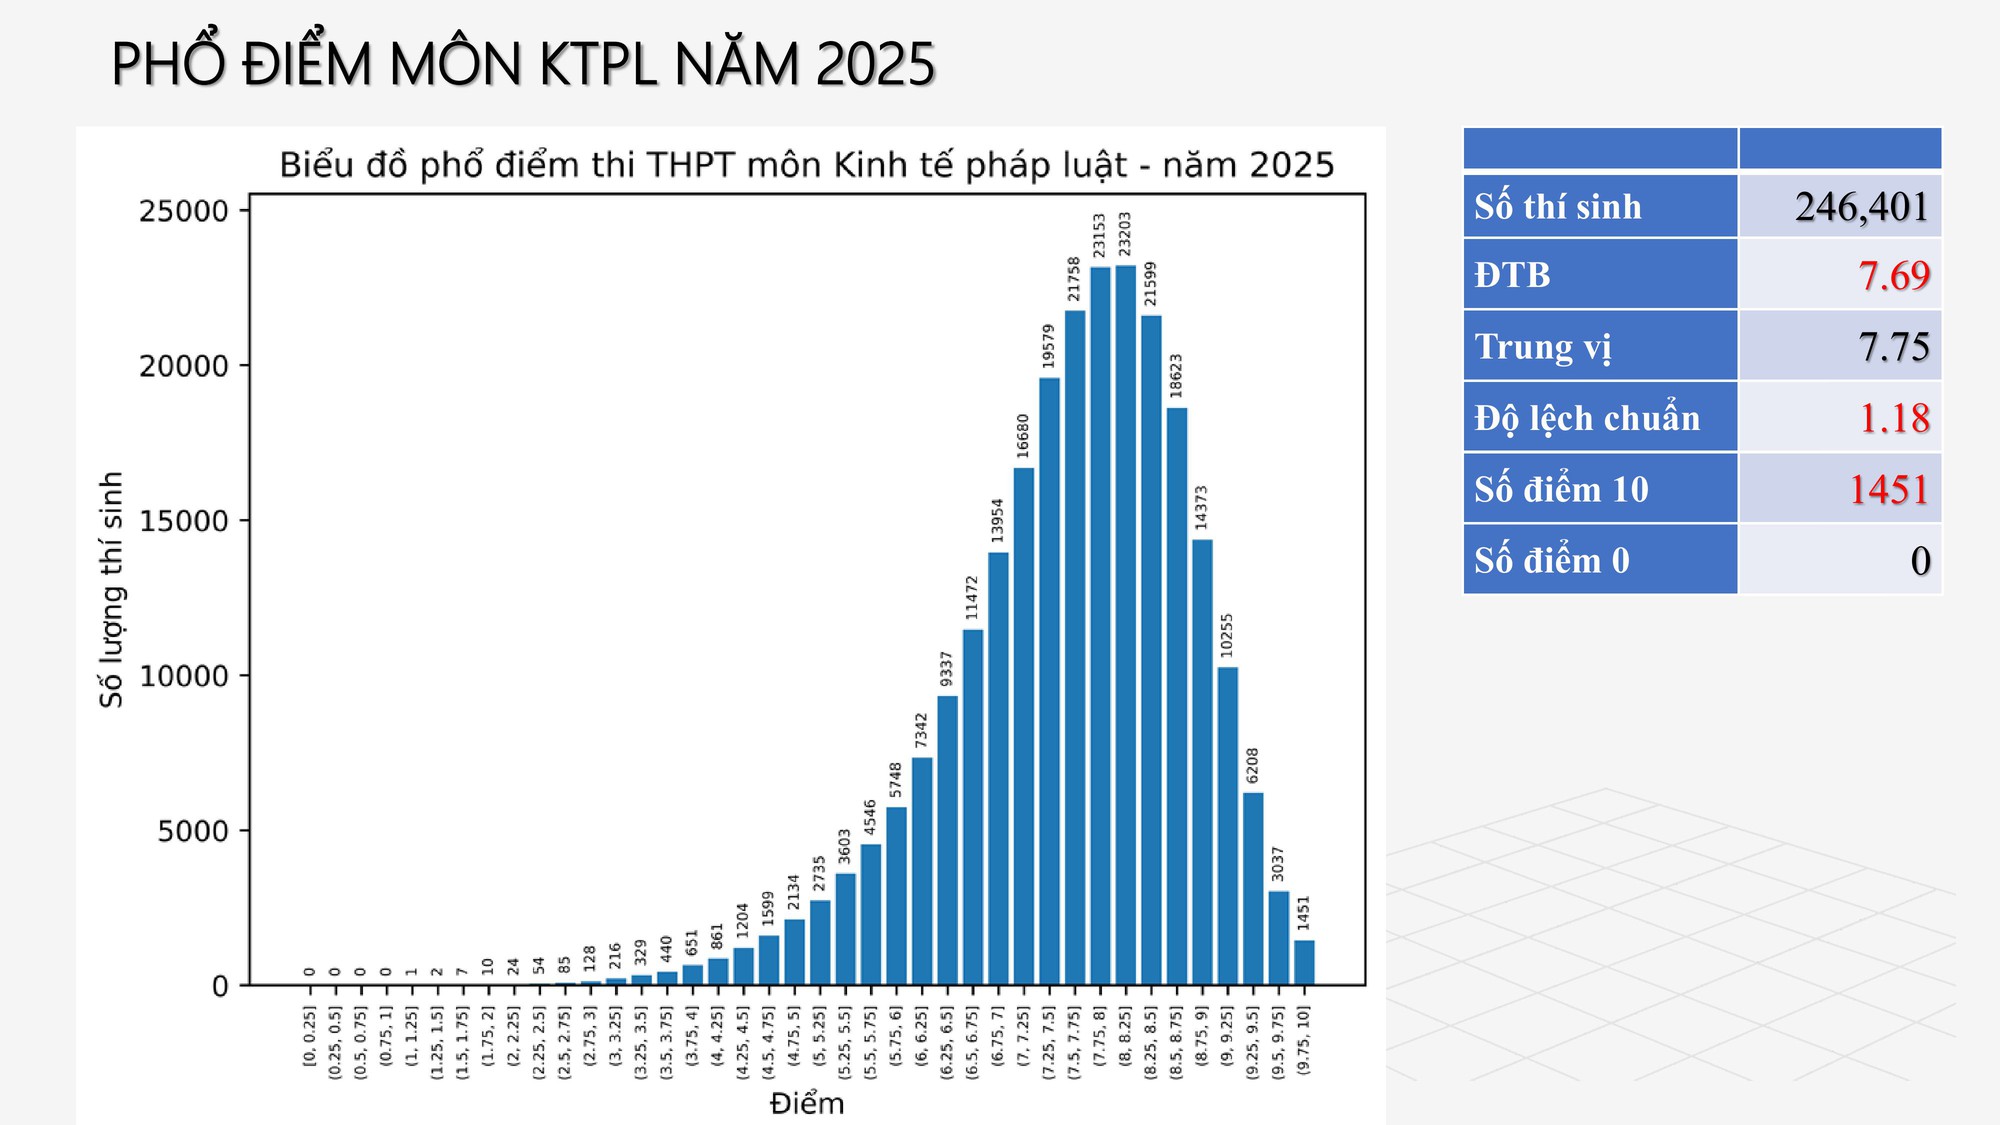 PHỔ ĐIỂM MÔN KTPL NĂM 2025
Biểu đồ phổ điểm thi THPT môn Kinh tế pháp luật - năm 2025
Số lượng thí sinh
25000
20000
15000
10000
5000
0
0 0 0 0 1 2 7 10 24 54 85 128 216 329 440 651 861 1204 1599 2134 2735 3603 4546 5748 7342 9337 11472 13954 16680 19579 21758 23153 23203 21599 18623 14373 10255 6208 3037 1451
[0, 0.25] (0.25, 0.5] (0.5, 0.75] (0.75, 1] (1, 1.25] (1.25, 1.5] (1.5, 1.75] (1.75, 2] (2, 2.25] (2.25, 2.5] (2.5, 2.75] (2.75, 3] (3, 3.25] (3.25, 3.5] (3.5, 3.75] (3.75, 4] (4, 4.25] (4.25, 4.5] (4.5, 4.75] (4.75, 5] (5, 5.25] (5.25, 5.5] (5.5, 5.75] (5.75, 6] (6, 6.25] (6.25, 6.5] (6.5, 6.75] (6.75, 7] (7, 7.25] (7.25, 7.5] (7.5, 7.75] (7.75, 8] (8, 8.25] (8.25, 8.5] (8.5, 8.75] (8.75, 9] (9, 9.25] (9.25, 9.5] (9.5, 9.75] (9.75, 10]
Điểm
Số thí sinh 246,401
ĐTB 7.69
Trung vị 7.75
Độ lệch chuẩn 1.18
Số điểm 10 1451
Số điểm 0 0